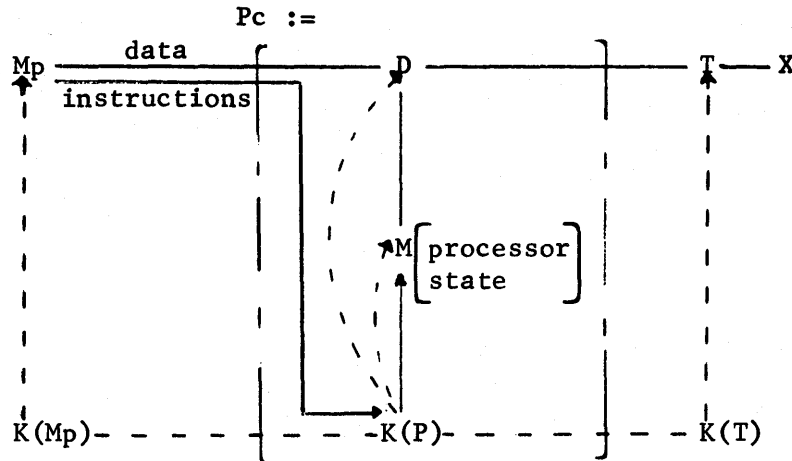 Pc :=
Mp data D T X
instructions
M [processor
state]
K(Mp) K(P) K(T)